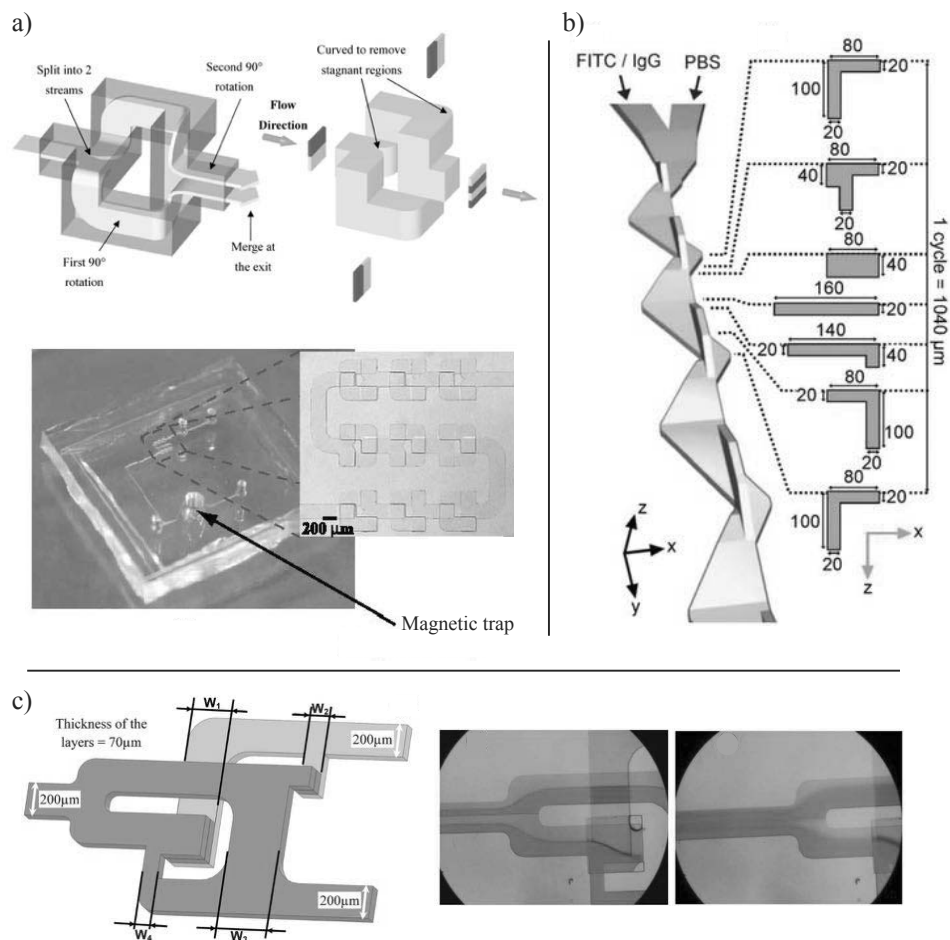 a)
Split into 2
streams
Second 90°
rotation
Flow
Direction
Curved to remove
stagnant regions
First 90°
rotation
Merge at
the exit
200 µm
Magnetic trap
b)
FITC / IgG
PBS
80
100
20
20
80
40
20
20
80
40
160
20
140
20
40
80
20
100
20
80
100
20
20
1 cycle = 1040 µm
z
x
y
x
z
c)
Thickness of the
layers = 70µm
W1
W2
200µm
200µm
200µm
W4
W3